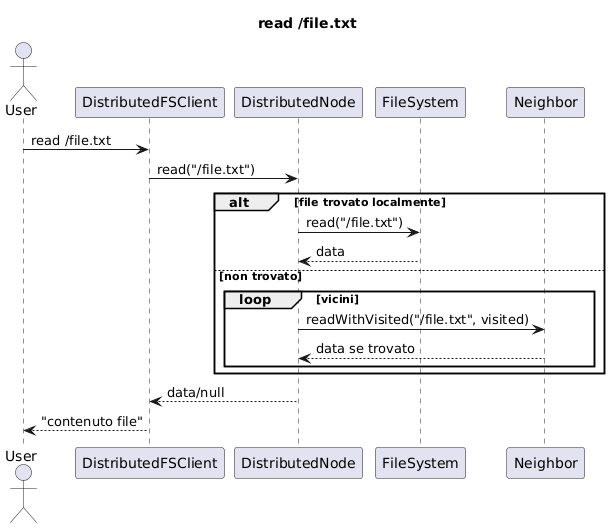 read /file.txt
User
DistributedFSClient
DistributedNode
FileSystem
Neighbor
read /file.txt
read("/file.txt")
alt
[file trovato localmente]
read("/file.txt")
data
[non trovato]
loop
[vicini]
readWithVisited("/file.txt", visited)
data se trovato
data/null
"contenuto file"
User
DistributedFSClient
DistributedNode
FileSystem
Neighbor